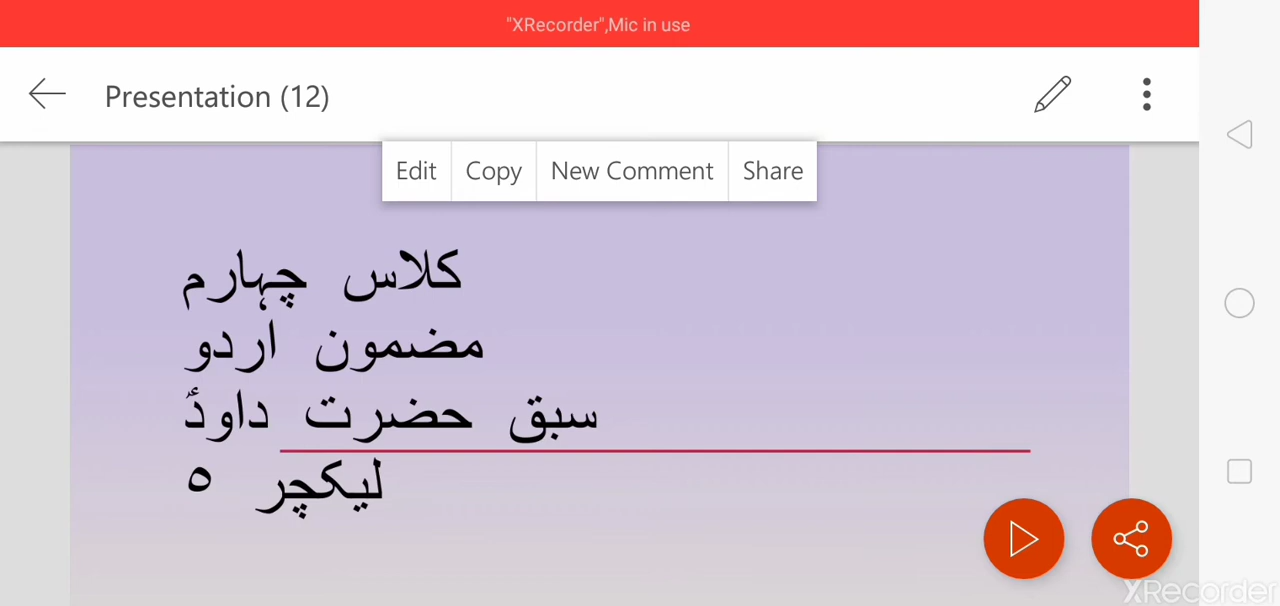 "XRecorder",Mic in use
Presentation (12)
Edit Copy New Comment Share
کلاس چہارم
مضمون اردو
سبق حضرت داودؑ
لیکچر ٥
XRecorder